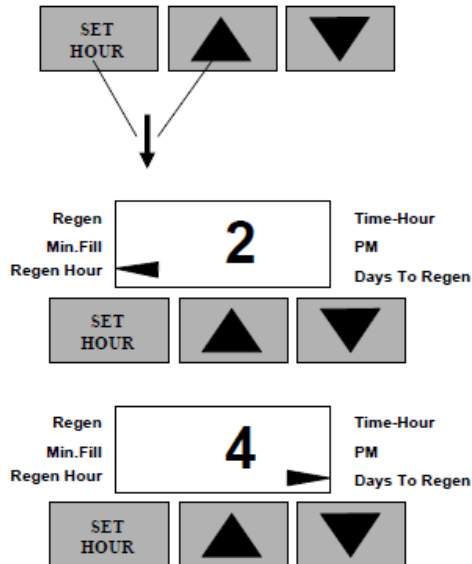 SET
HOUR
Regen
Min.Fill
Regen Hour
2
Time-Hour
PM
Days To Regen
SET
HOUR
Regen
Min.Fill
Regen Hour
4
Time-Hour
PM
Days To Regen
SET
HOUR